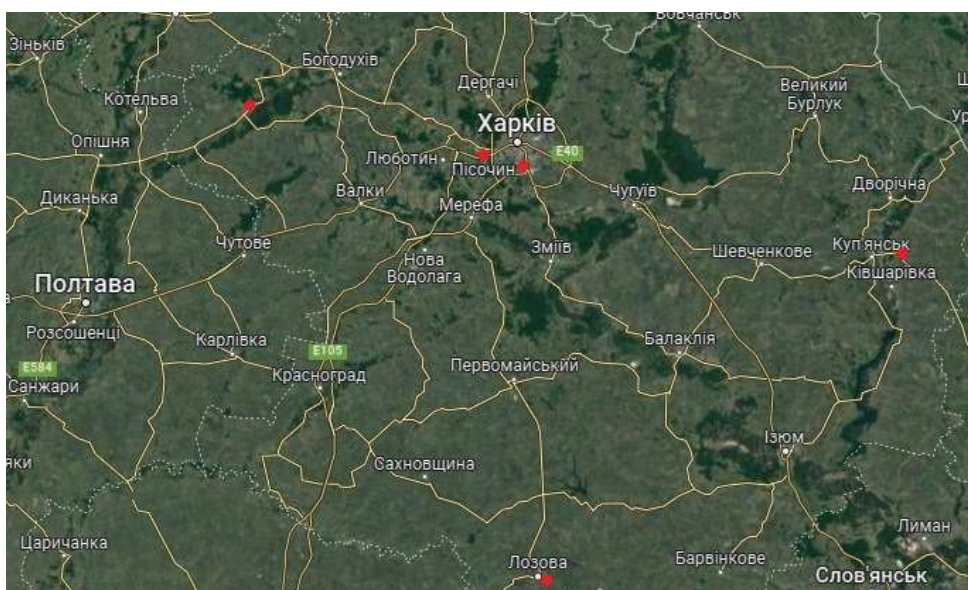 Вовчанськ
Зіньків
Богодухів
Дергачі
Великий
Бурлук
Котельва
Харків
Опішня
E40
Люботин
Пісочин
Валки
Чугуїв
Дворічна
Диканька
Мерефа
Чутове
Зміїв
Шевченкове
Куп'янськ
Нова
Водолага
Ківшарівка
Полтава
Розсошенці
Карлівка
Балаклія
E105
E584
Первомайський
Красноград
Санжари
Ізюм
яки
Сахновщина
Лиман
Царичанка
Лозова
Барвінкове
Слов'янськ